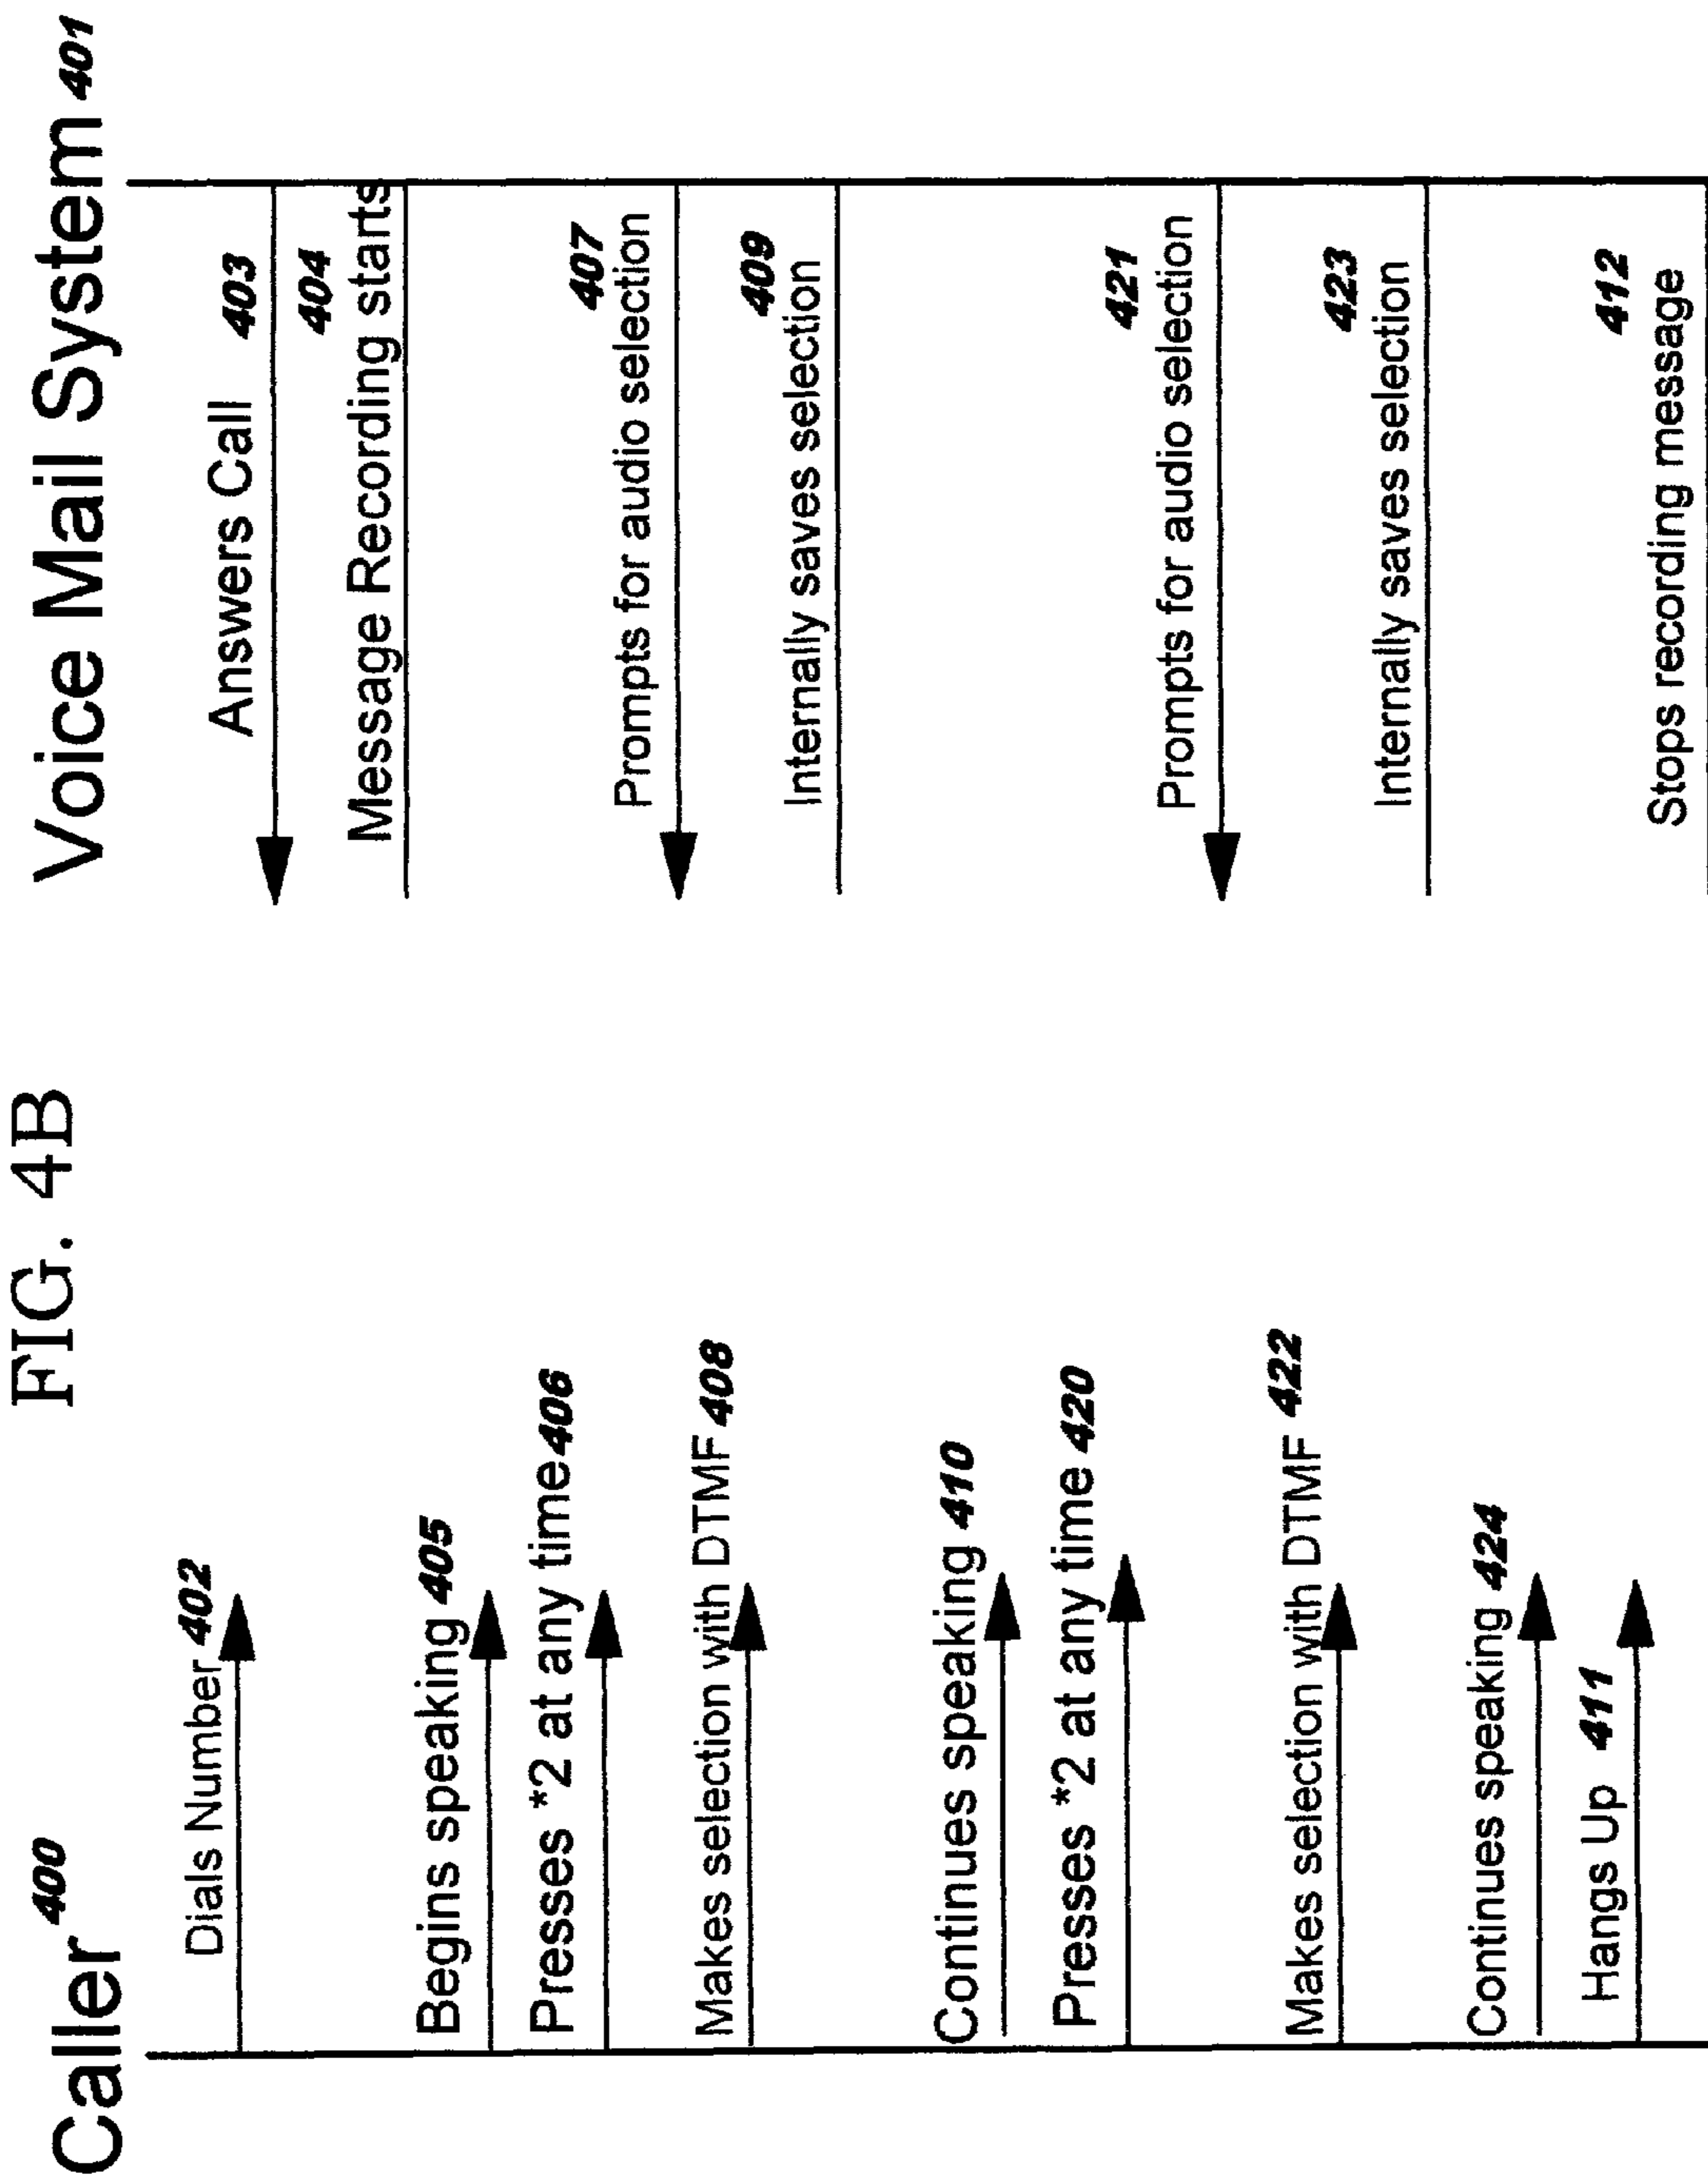 FIG. 4B
Caller 400
Voice Mail System 401
Dials Number 402
Answers Call 403
404
Message Recording starts
Begins speaking 405
Presses *2 at any time 406
407
Prompts for audio selection
Makes selection with DTMF 408
409
Internally saves selection
Continues speaking 410
Presses *2 at any time 420
421
Prompts for audio selection
Makes selection with DTMF 422
423
Internally saves selection
Continues speaking 424
Hangs Up 411
412
Stops recording message